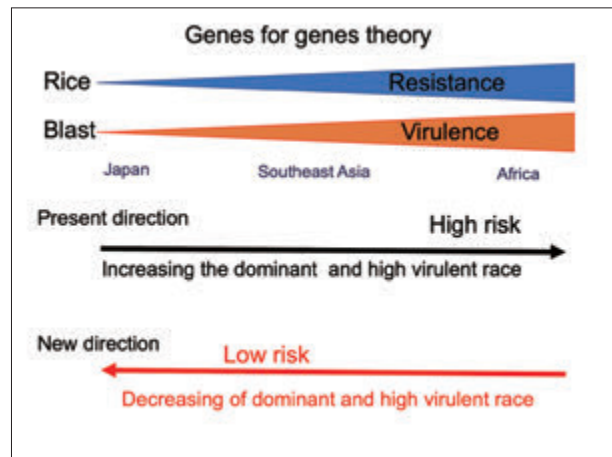 Genes for genes theory
Rice Resistance
Blast Virulence
Japan Southeast Asia Africa
Present direction
High risk
Increasing the dominant and high virulent race
New direction
Low risk
Decreasing of dominant and high virulent race